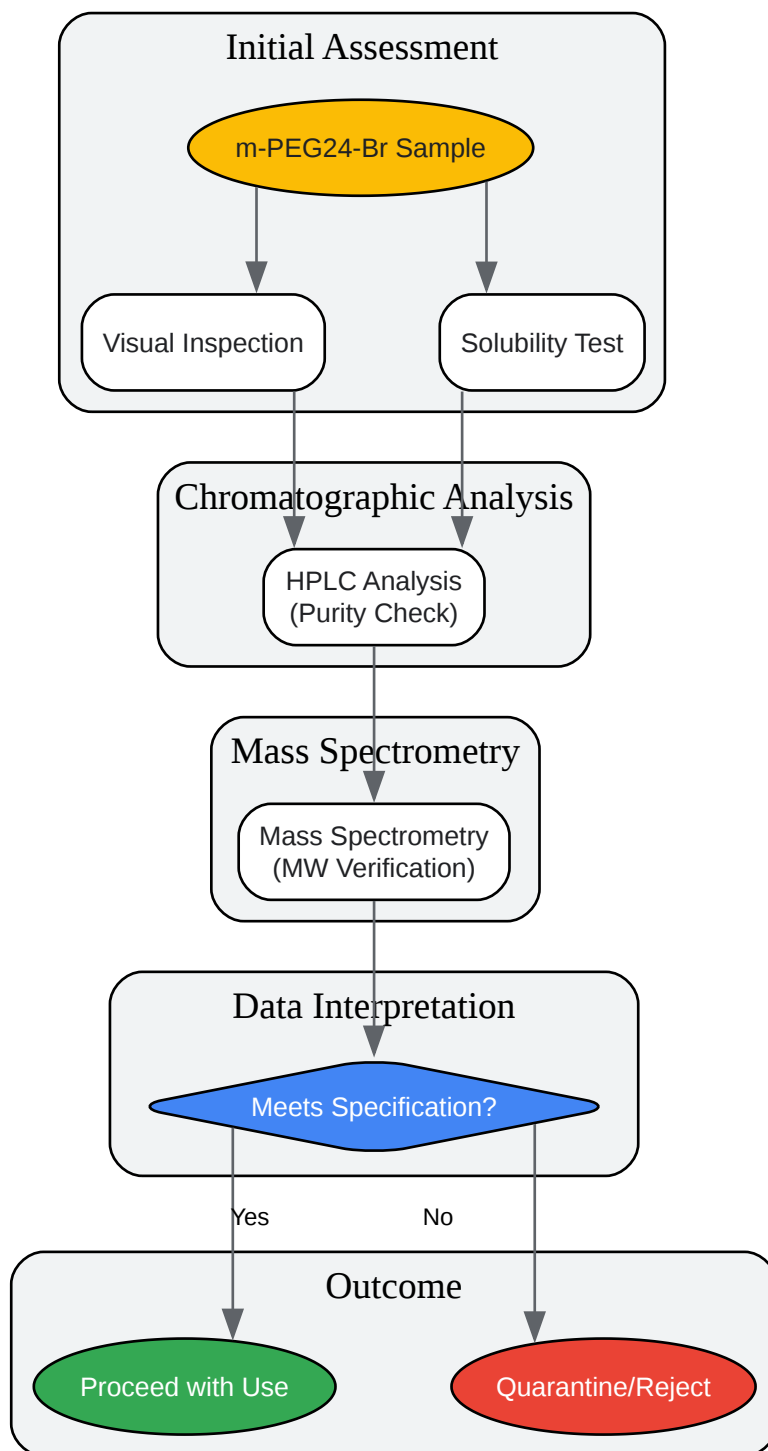 Initial Assessment
m-PEG24-Br Sample
Visual Inspection
Solubility Test
Chromatographic Analysis
HPLC Analysis
(Purity Check)
Mass Spectrometry
Mass Spectrometry
(MW Verification)
Data Interpretation
Meets Specification?
Yes
No
Outcome
Proceed with Use
Quarantine/Reject